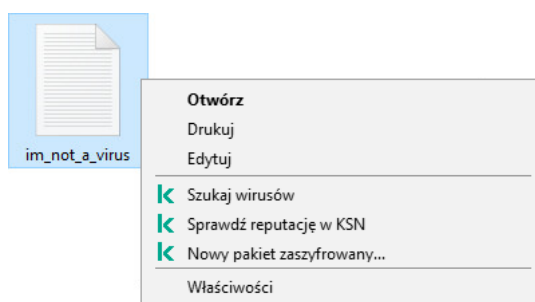 im_not_a_virus
Otwórz
Drukuj
Edytuj
Szukaj wirusów
Sprawdź reputację w KSN
Nowy pakiet zaszyfrowany...
Właściwości